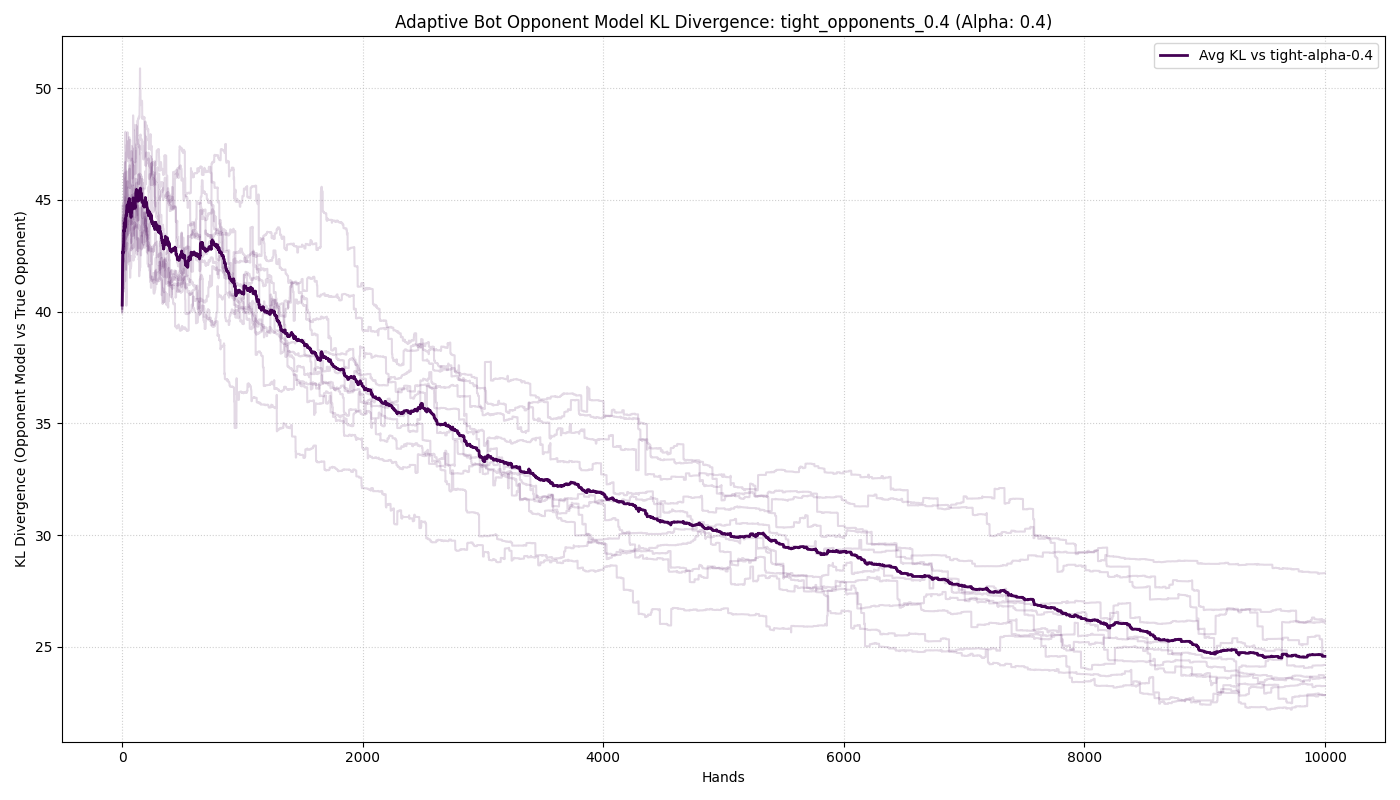 Adaptive Bot Opponent Model KL Divergence: tight_opponents_0.4 (Alpha: 0.4)
Avg KL vs tight-alpha-0.4
KL Divergence (Opponent Model vs True Opponent)
50
45
40
35
30
25
0 2000 4000 6000 8000 10000
Hands